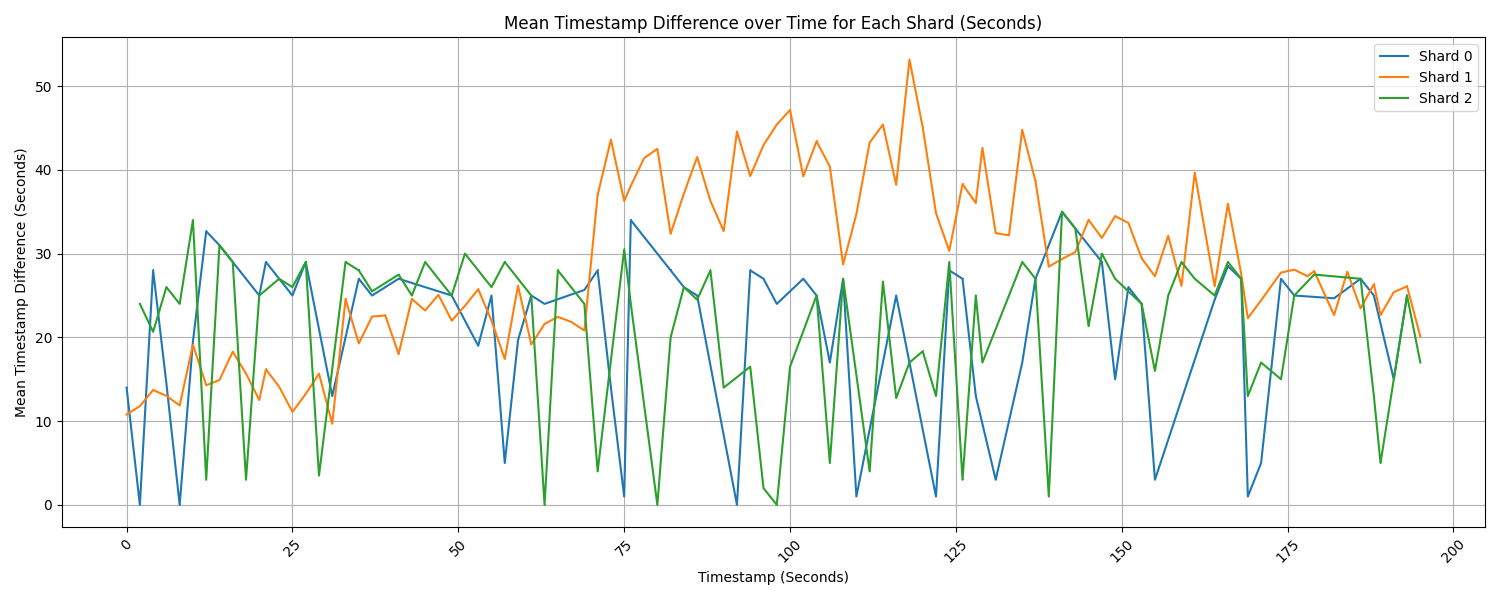 Mean Timestamp Difference over Time for Each Shard (Seconds)
Shard 0
Shard 1
Shard 2
Mean Timestamp Difference (Seconds)
50
40
30
20
10
0
0
25
50
75
100
125
150
175
200
Timestamp (Seconds)